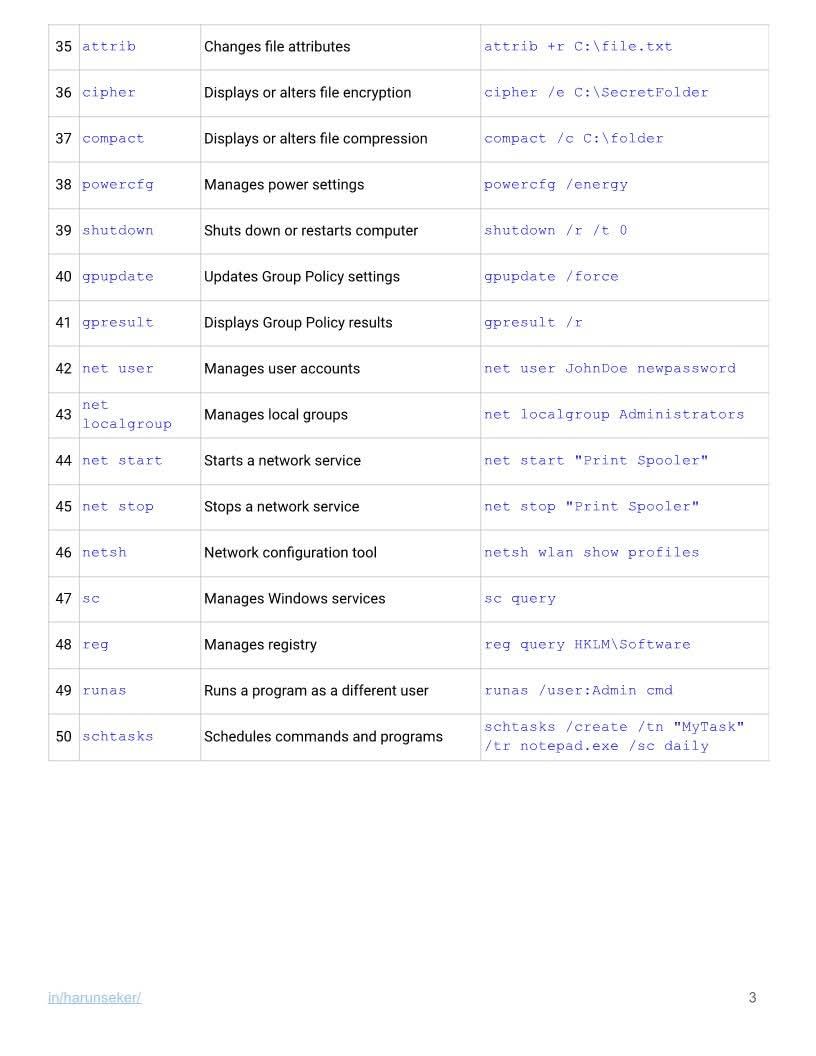 35 attrib Changes file attributes attrib +r C:\file.txt
36 cipher Displays or alters file encryption cipher /e C:\SecretFolder
37 compact Displays or alters file compression compact /c C:\folder
38 powercfg Manages power settings powercfg /energy
39 shutdown Shuts down or restarts computer shutdown /r /t 0
40 gpupdate Updates Group Policy settings gpupdate /force
41 gpresult Displays Group Policy results gpresult /r
42 net user Manages user accounts net user JohnDoe newpassword
43 net
localgroup Manages local groups net localgroup Administrators
44 net start Starts a network service net start "Print Spooler"
45 net stop Stops a network service net stop "Print Spooler"
46 netsh Network configuration tool netsh wlan show profiles
47 sc Manages Windows services sc query
48 reg Manages registry reg query HKLM\Software
49 runas Runs a program as a different user runas /user:Admin cmd
50 schtasks Schedules commands and programs schtasks /create /tn "MyTask"
/tr notepad.exe /sc daily
in/harunseker/ 3